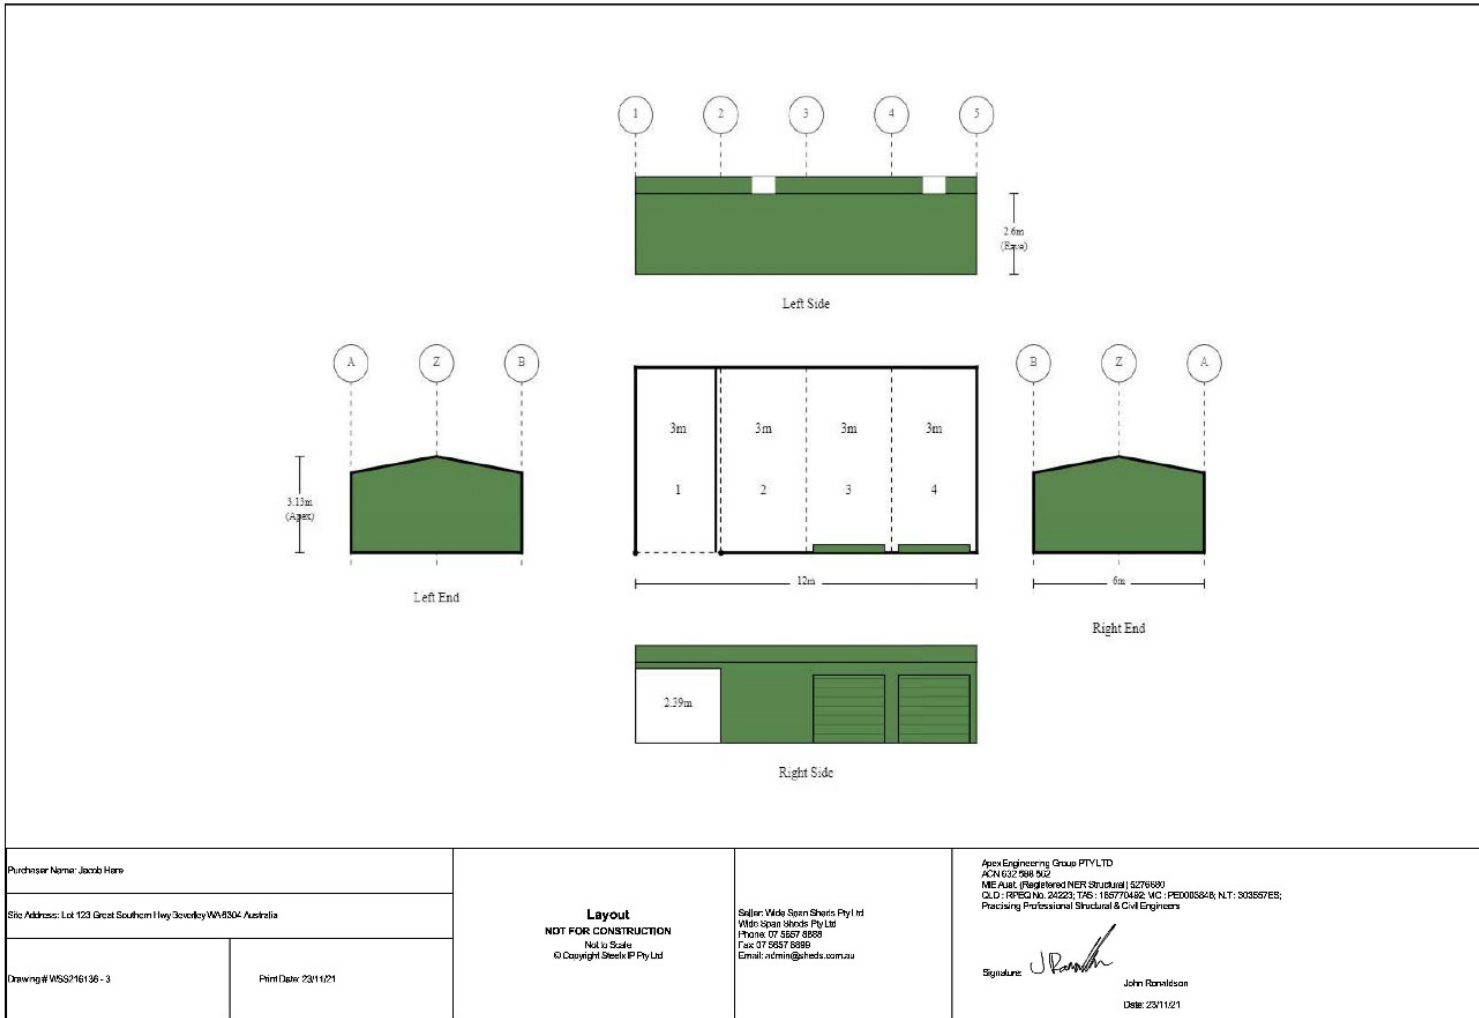 1 2 3 4 5
2.6m
(Eave)
Left Side
A Z B
B Z A
3m 3m 3m 3m
1 2 3 4
3.13m
(Apex)
12m
6m
Left End
Right End
2.39m
Right Side
Purchaser Name: Jacob Hare
Site Address: Lot 123 Great Southern Hwy Beverley WA 6304 Australia
Drawing # WSS216136 - 3
Print Date: 23/11/21
Layout
NOT FOR CONSTRUCTION
Not to Scale
© Copyright Steelx IP Pty Ltd
Seller: Wide Span Sheds Pty Ltd
Wide Span Sheds Pty Ltd
Phone: 07 5657 8888
Fax: 07 5657 8899
Email: admin@sheds.com.au
Apex Engineering Group PTY LTD
ACN 632 588 562
MIE Aust. (Registered NER Structural)
QLD : RPEQ No. 24223; TAS : 185770492; VIC : PE0003848; N.T : 303557ES;
Practising Professional Structural & Civil Engineers
Signature:
John Ronaldson
Date: 23/11/21